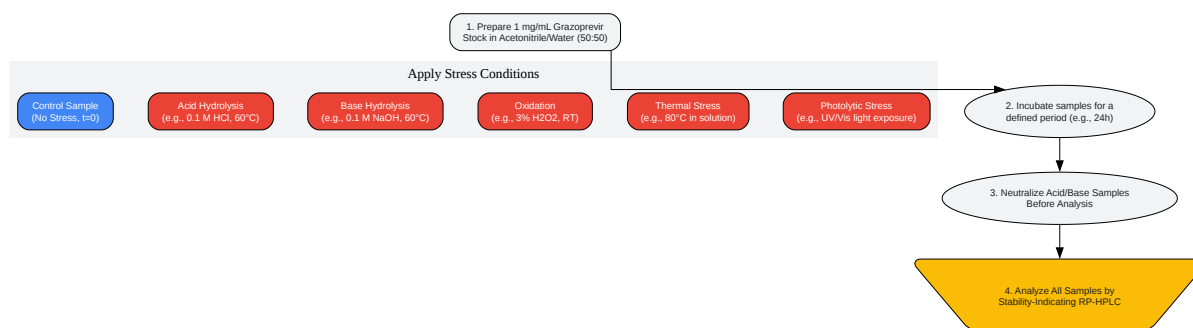 1. Prepare 1 mg/mL Grazoprevir
Stock in Acetonitrile/Water (50:50)
Apply Stress Conditions
Control Sample
(No Stress, t=0)
Acid Hydrolysis
(e.g., 0.1 M HCl, 60°C)
Base Hydrolysis
(e.g., 0.1 M NaOH, 60°C)
Oxidation
(e.g., 3% H2O2, RT)
Thermal Stress
(e.g., 80°C in solution)
Photolytic Stress
(e.g., UV/Vis light exposure)
2. Incubate samples for a
defined period (e.g., 24h)
3. Neutralize Acid/Base Samples
Before Analysis
4. Analyze All Samples by
Stability-Indicating RP-HPLC